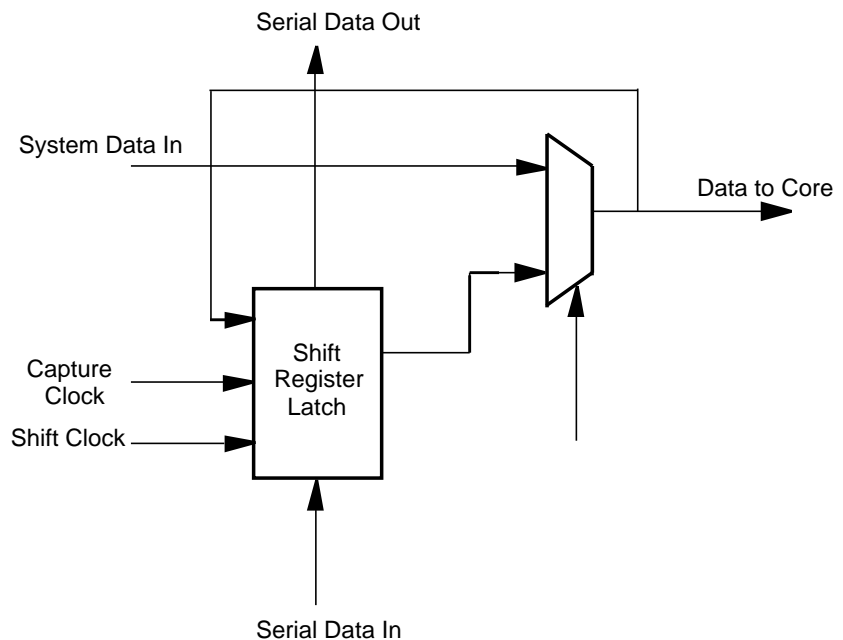 Serial Data Out
System Data In
Data to Core
Shift
Register
Latch
Capture
Clock
Shift Clock
Serial Data In